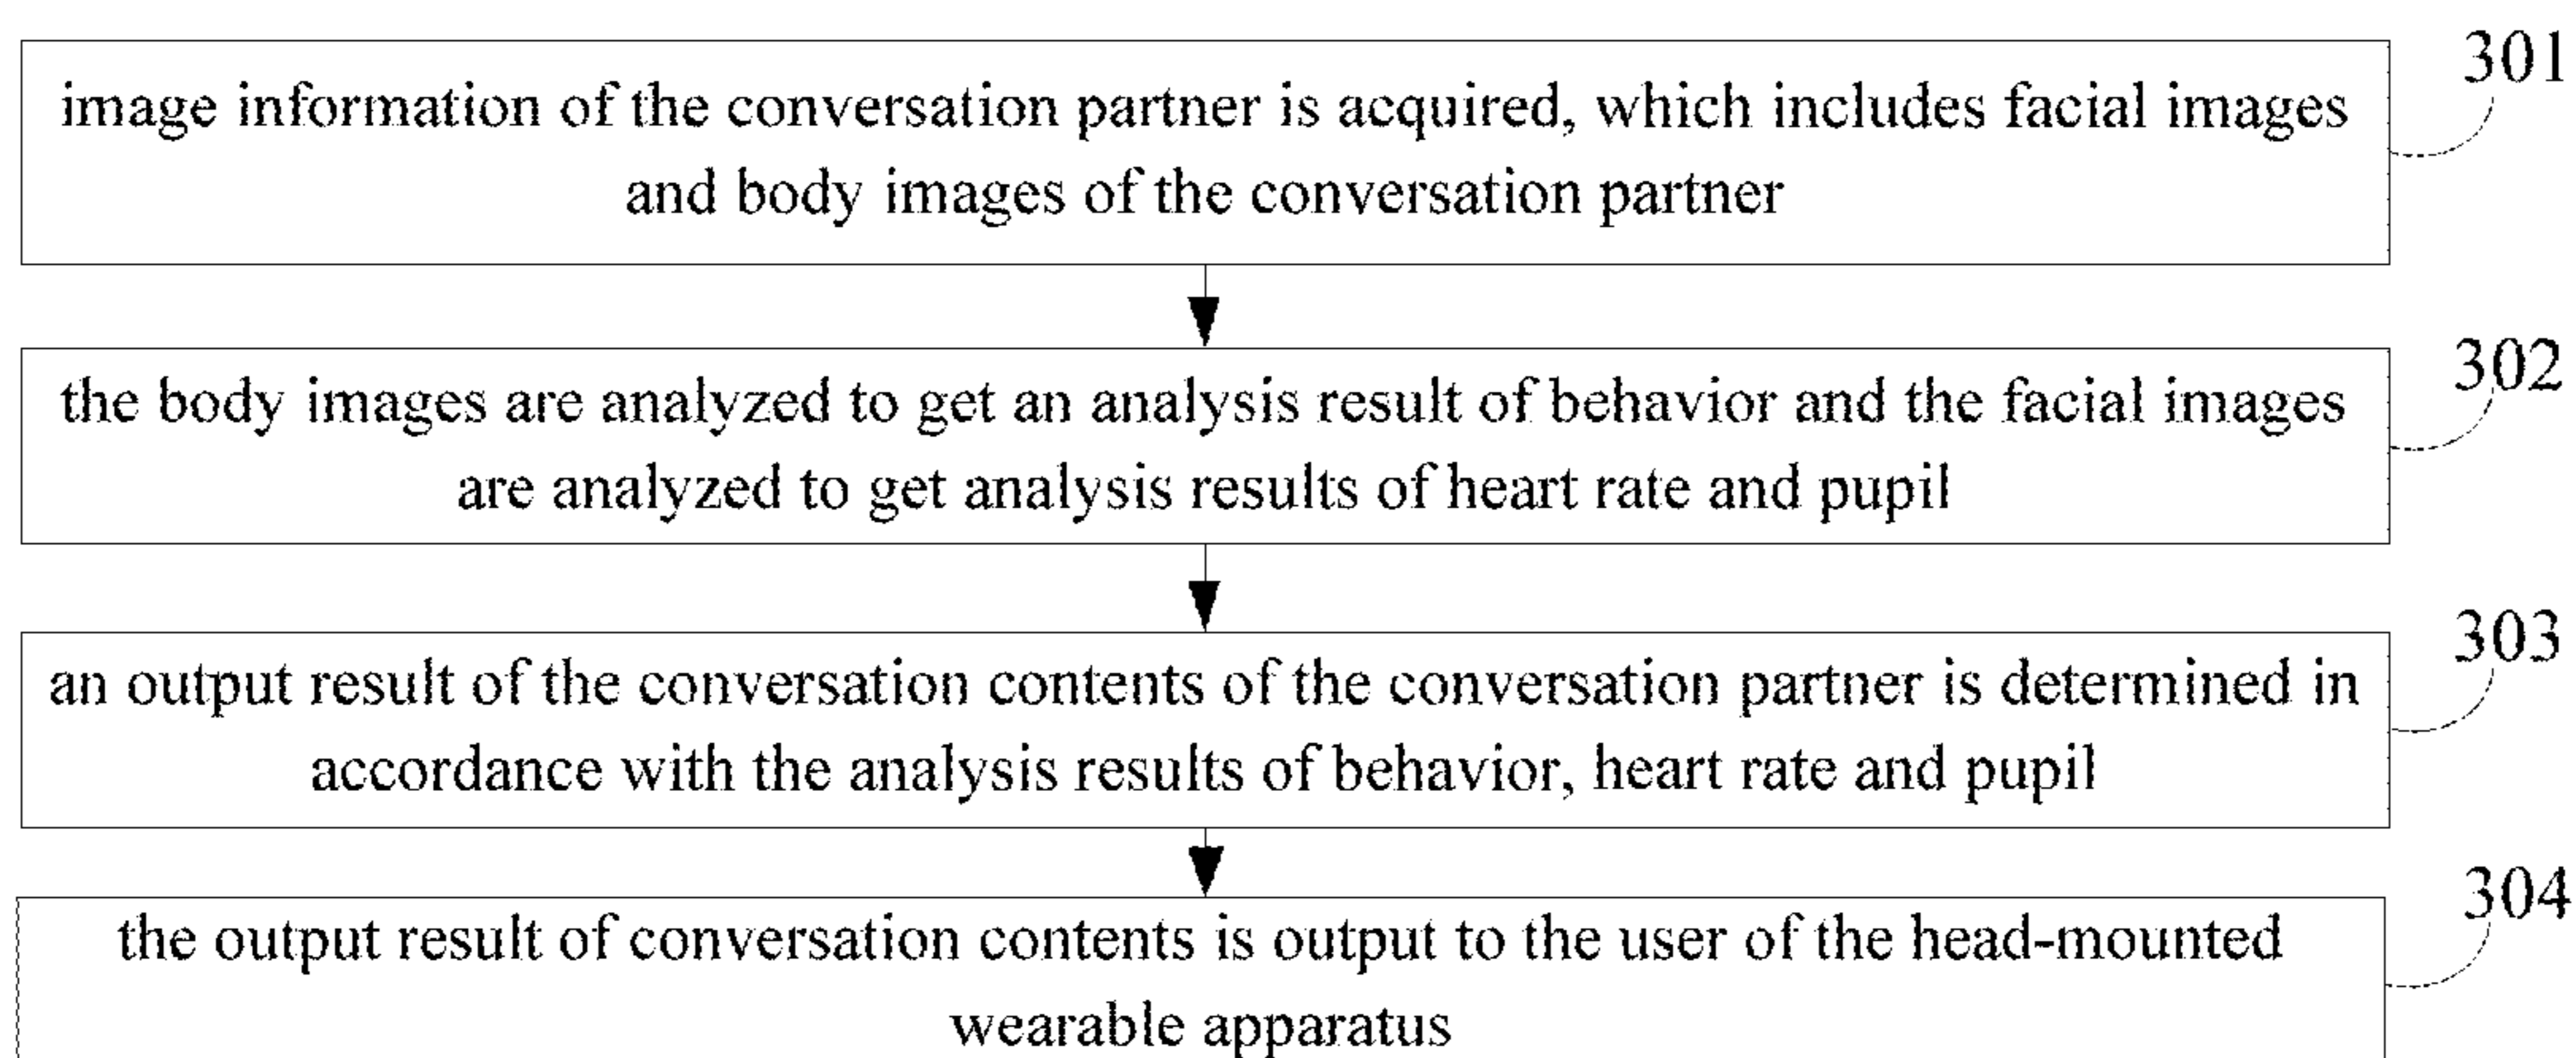 301
image information of the conversation partner is acquired, which includes facial images
and body images of the conversation partner
302
the body images are analyzed to get an analysis result of behavior and the facial images
are analyzed to get analysis results of heart rate and pupil
303
an output result of the conversation contents of the conversation partner is determined in
accordance with the analysis results of behavior, heart rate and pupil
304
the output result of conversation contents is output to the user of the head-mounted
wearable apparatus